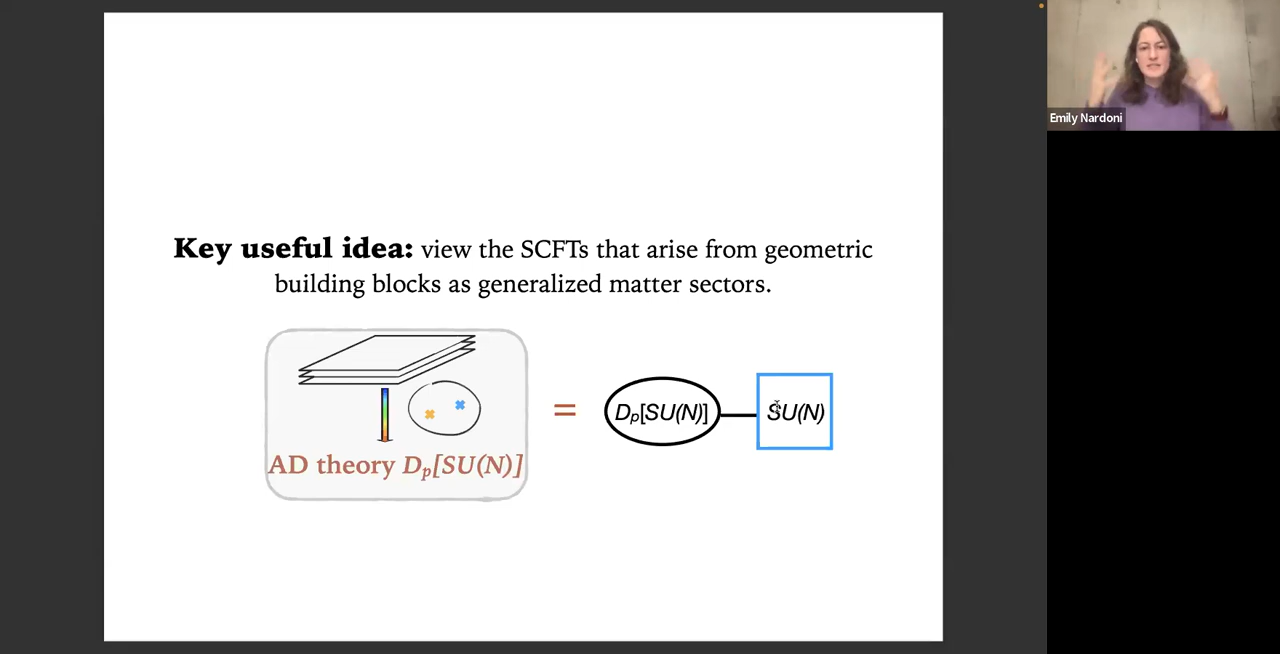 Key useful idea: view the SCFTs that arise from geometric
building blocks as generalized matter sectors.
AD theory Dp[SU(N)]
=
Dp[SU(N)]
SU(N)
Emily Nardoni